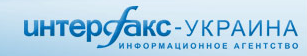 интерфакс-УКРАИНА
ИНФОРМАЦИОННОЕ АГЕНТСТВО